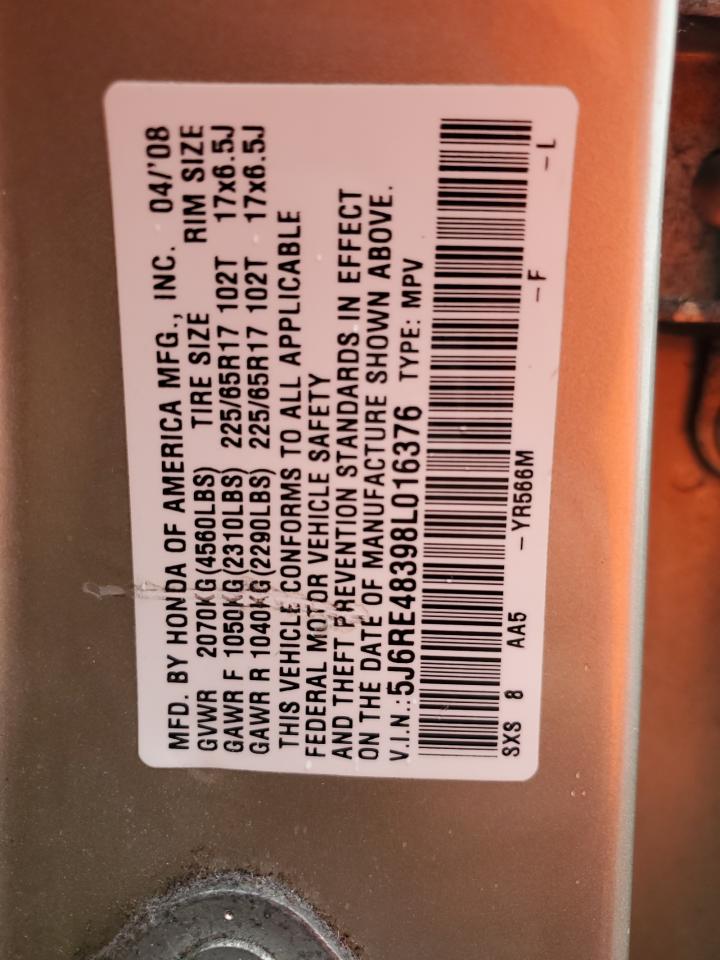 MFD. BY HONDA OF AMERICA MFG., INC. 04/'08
GVWR 2070KG(4560LBS) TIRE SIZE RIM SIZE
GAWR F 1050KG(2310LBS) 225/65R17 102T 17x6.5J
GAWR R 1040KG(2290LBS) 225/65R17 102T 17x6.5J
THIS VEHICLE CONFORMS TO ALL APPLICABLE
FEDERAL MOTOR VEHICLE SAFETY
AND THEFT PREVENTION STANDARDS IN EFFECT
ON THE DATE OF MANUFACTURE SHOWN ABOVE.
V.I.N.:5J6RE48398L016376 TYPE: MPV
SXS 8 AA5 -YR566M -F -L